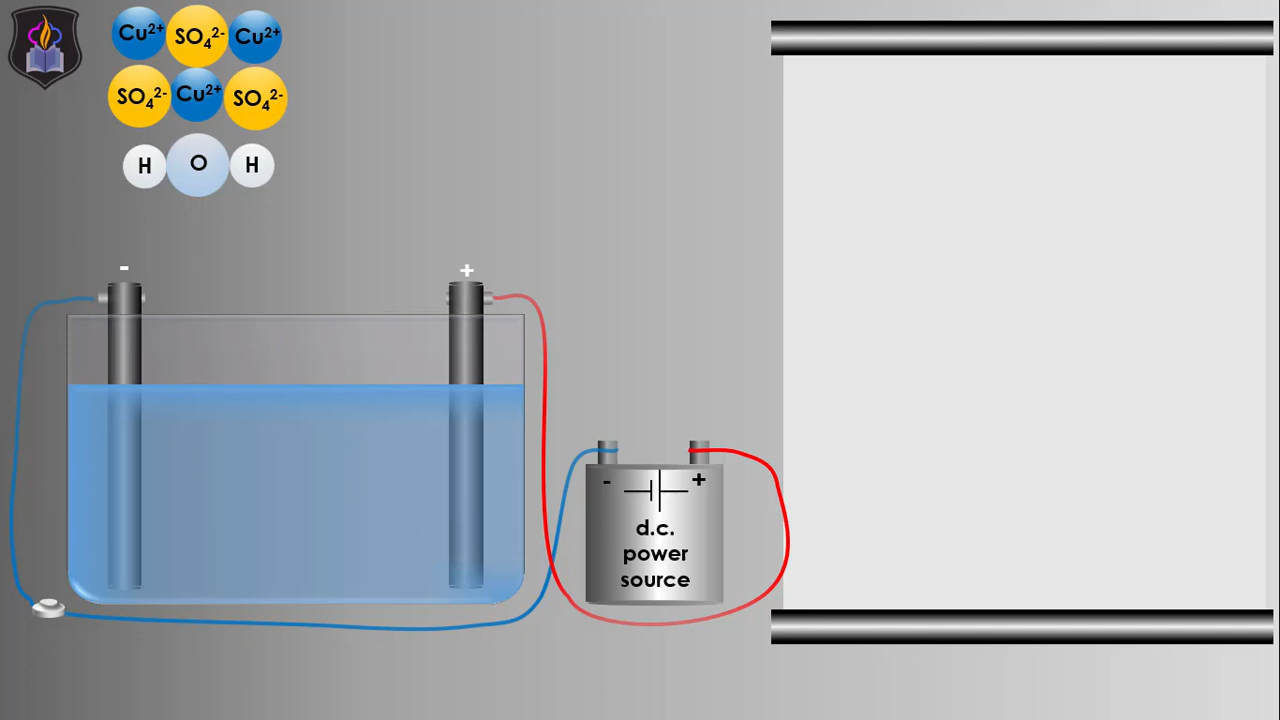 Cu²⁺ SO₄²⁻ Cu²⁺
SO₄²⁻ Cu²⁺ SO₄²⁻
H O H
- +
- +
d.c.
power
source